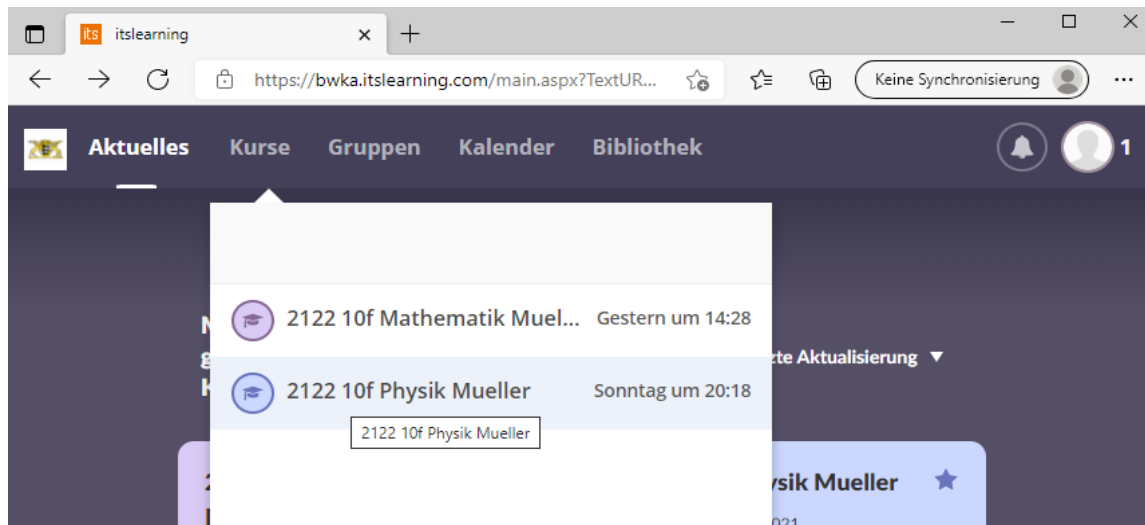 its itslearning
https://bwka.itslearning.com/main.aspx?TextUR... Keine Synchronisierung
Aktuelles Kurse Gruppen Kalender Bibliothek 1
2122 10f Mathematik Muel... Gestern um 14:28
zte Aktualisierung
2122 10f Physik Mueller Sonntag um 20:18
2122 10f Physik Mueller
ysik Mueller